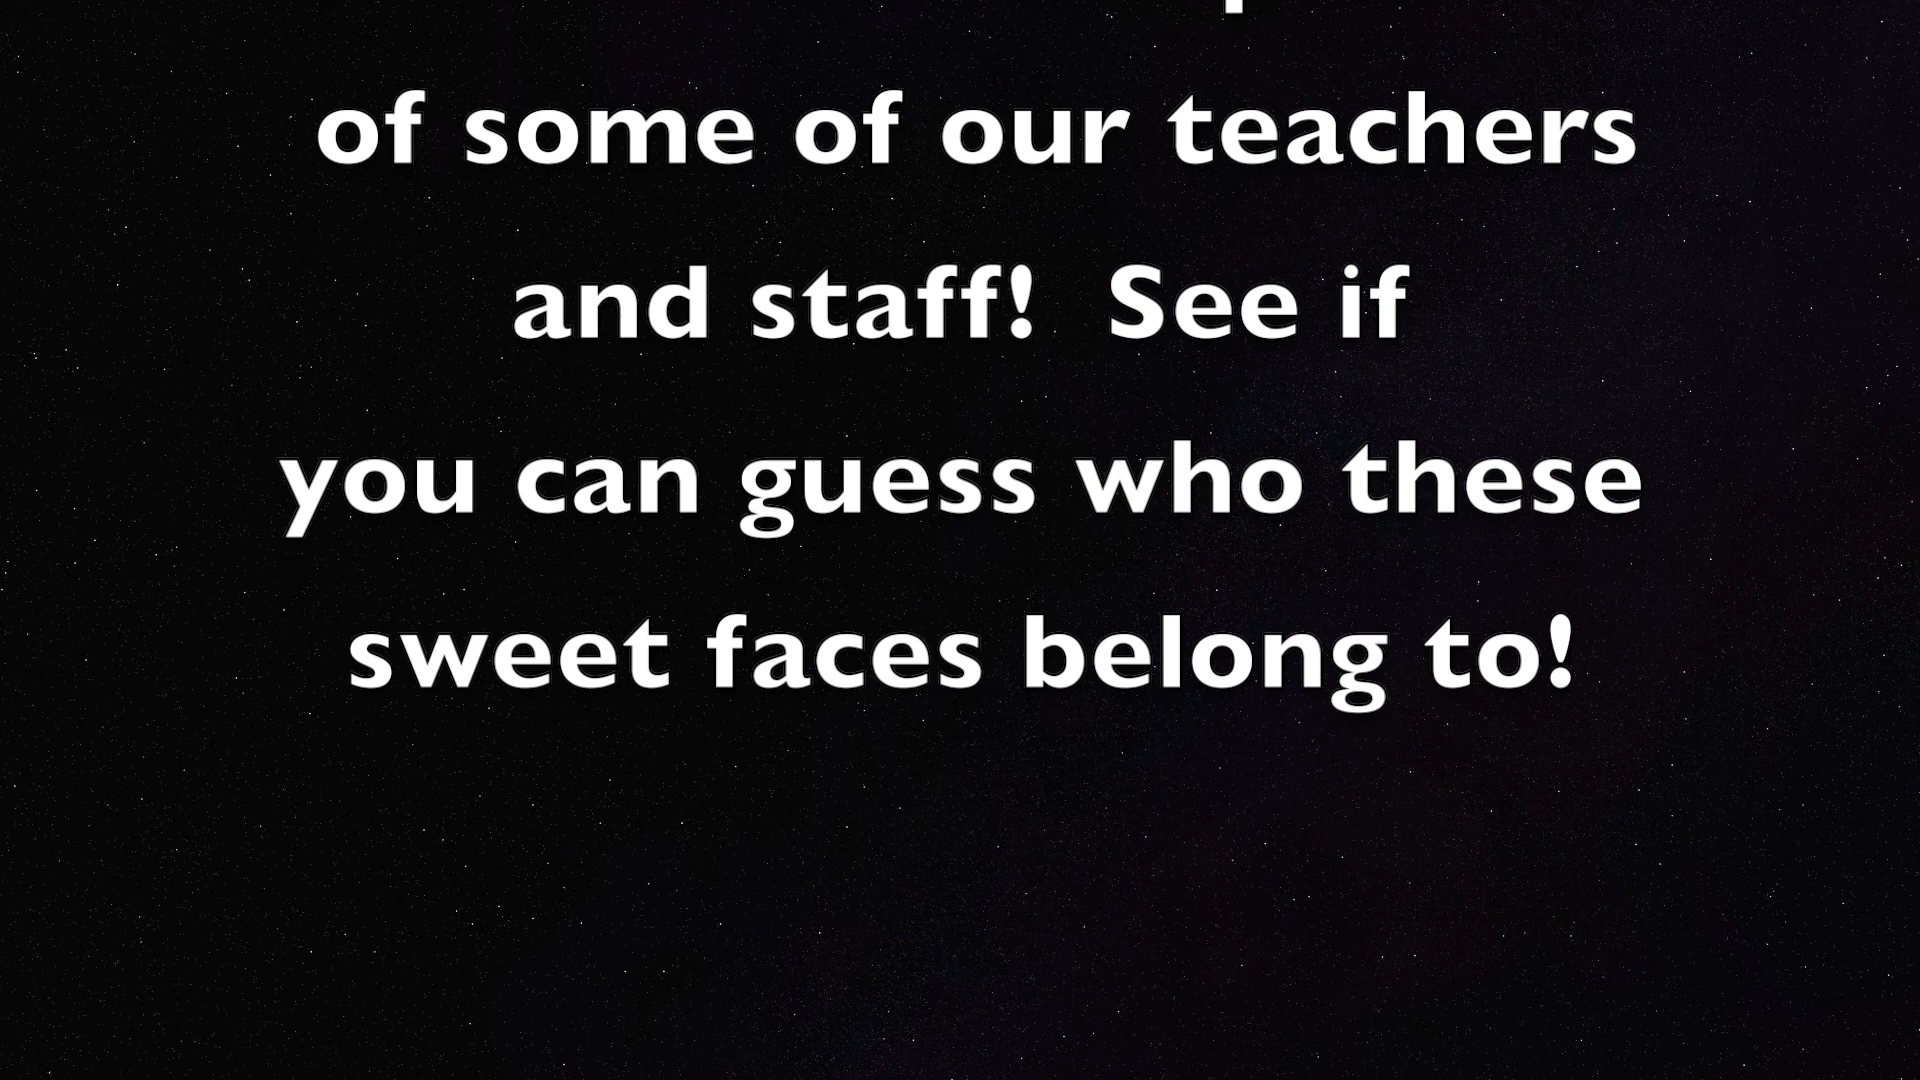 of some of our teachers
and staff!  See if
you can guess who these
sweet faces belong to!